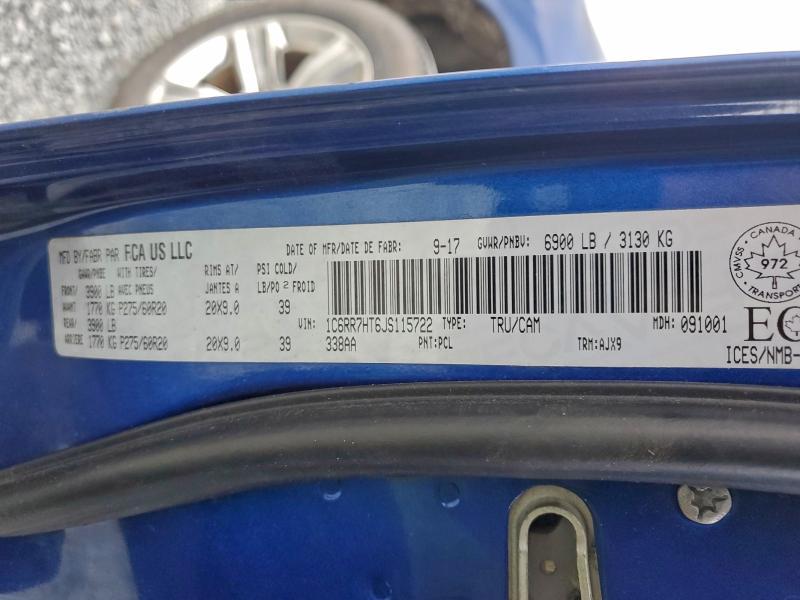 MFD BY/FABR PAR FCA US LLC DATE OF MFR/DATE DE FABR: 9-17 GVWR/PNBV: 6900 LB / 3130 KG
GAWR/PNBE WITH TIRES/ RIMS AT/ PSI COLD/
FRONT/ 3900 LB AVEC PNEUS JANTES A LB/PO 2 FROID
AVANT 1770 KG P275/60R20 20X9.0 39
REAR/ 3900 LB VIN: 1C6RR7HT6JS115722 TYPE: TRU/CAM MDH: 091001
ARRIERE 1770 KG P275/60R20 20X9.0 39 338AA PNT:PCL TRM:AJX9
CMVSS CANADA
972
TRANSPORT
ICES/NMB-